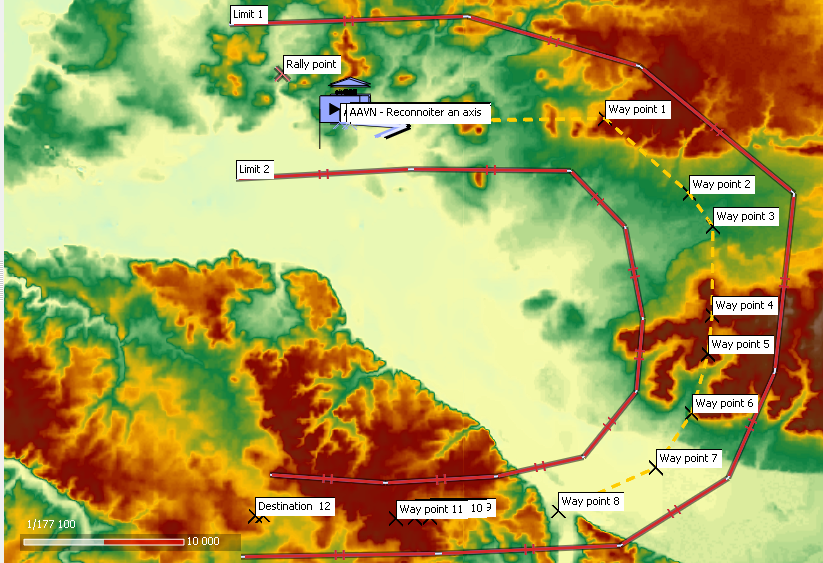 Limit 1
Rally point
AAVN - Reconnoiter an axis
Way point 1
Limit 2
Way point 2
Way point 3
Way point 4
Way point 5
Way point 6
Way point 7
Way point 8
Destination 12
Way point 11 10 9
1/177 100
10 000